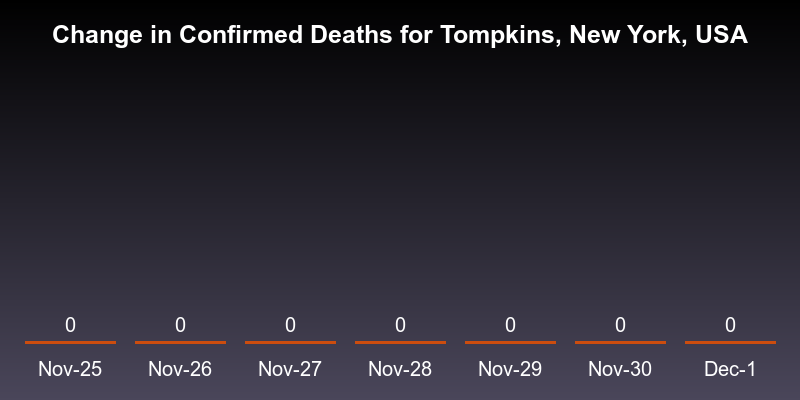 Change in Confirmed Deaths for Tompkins, New York, USA
0 0 0 0 0 0 0
Nov-25 Nov-26 Nov-27 Nov-28 Nov-29 Nov-30 Dec-1